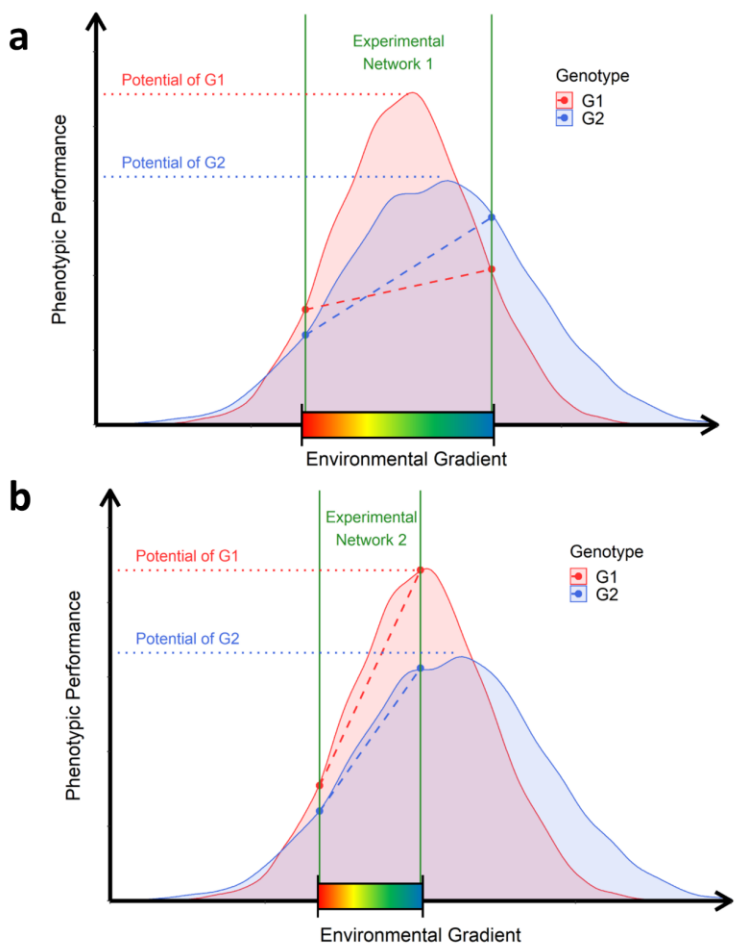 a
Experimental
Network 1
Potential of G1
Genotype
G1
G2
Potential of G2
Phenotypic Performance
Environmental Gradient
b
Experimental
Network 2
Potential of G1
Genotype
G1
G2
Potential of G2
Phenotypic Performance
Environmental Gradient